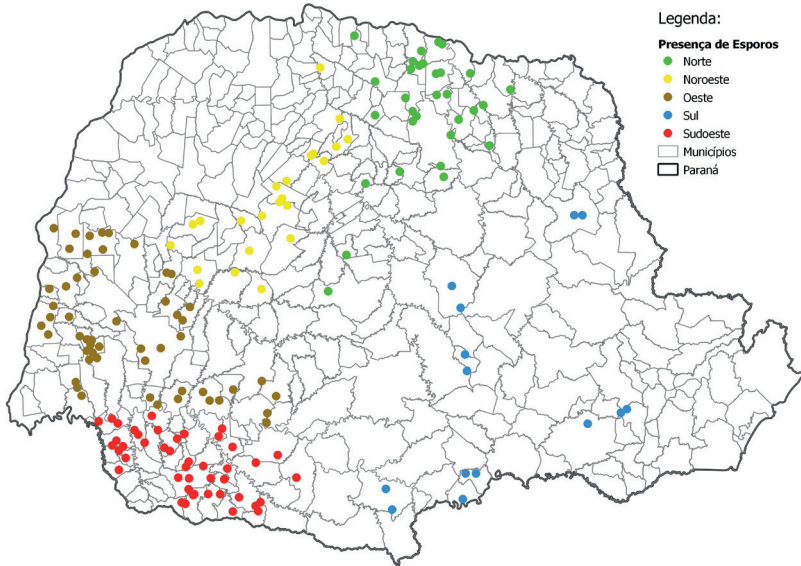 Legenda:
Presença de Esporos
Norte
Noroeste
Oeste
Sul
Sudoeste
Municípios
Paraná